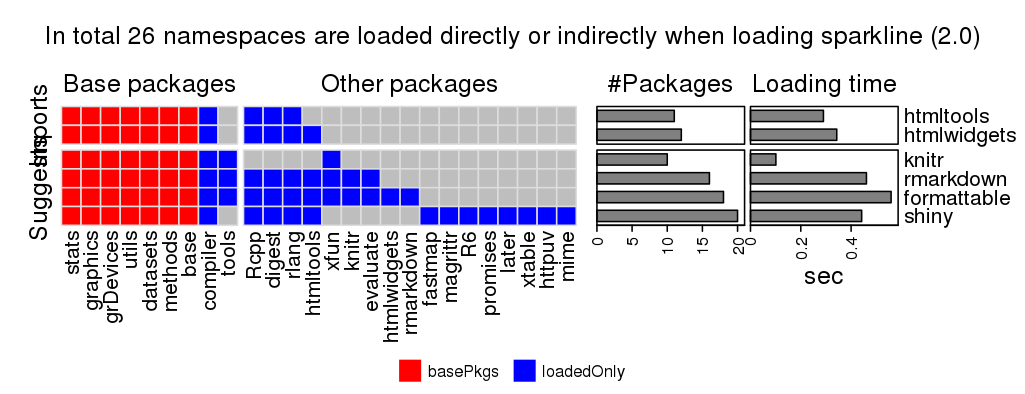 In total 26 namespaces are loaded directly or indirectly when loading sparkline (2.0)
Base packages
Other packages
#Packages
Loading time
Imports
Suggests
htmltools
htmlwidgets
knitr
rmarkdown
formattable
shiny
stats
graphics
grDevices
utils
datasets
methods
base
compiler
tools
Rcpp
digest
rlang
htmltools
xfun
knitr
evaluate
htmlwidgets
rmarkdown
fastmap
magrittr
R6
promises
later
xtable
httpuv
mime
0
5
10
15
20
0
0.2
0.4
sec
basePkgs
loadedOnly